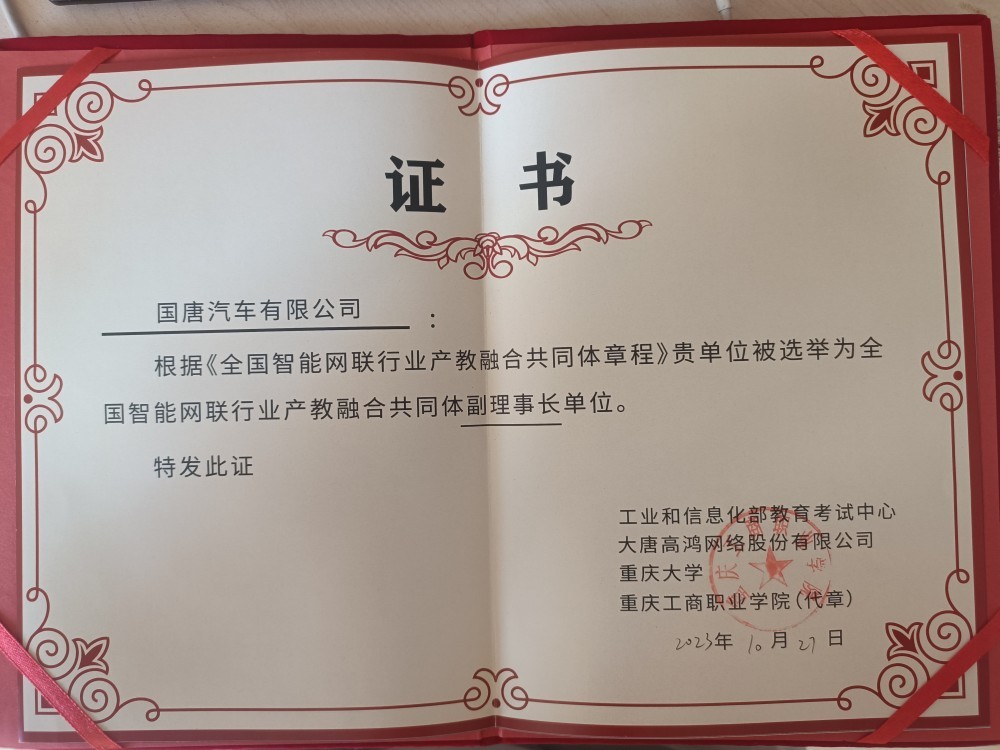 证 书
国唐汽车有限公司：
根据《全国智能网联行业产教融合共同体章程》贵单位被选举为全
国智能网联行业产教融合共同体副理事长单位。
特发此证
工业和信息化部教育考试中心
大唐高鸿网络股份有限公司
重庆大学
重庆工商职业学院（代章）
2023年 10月 27日